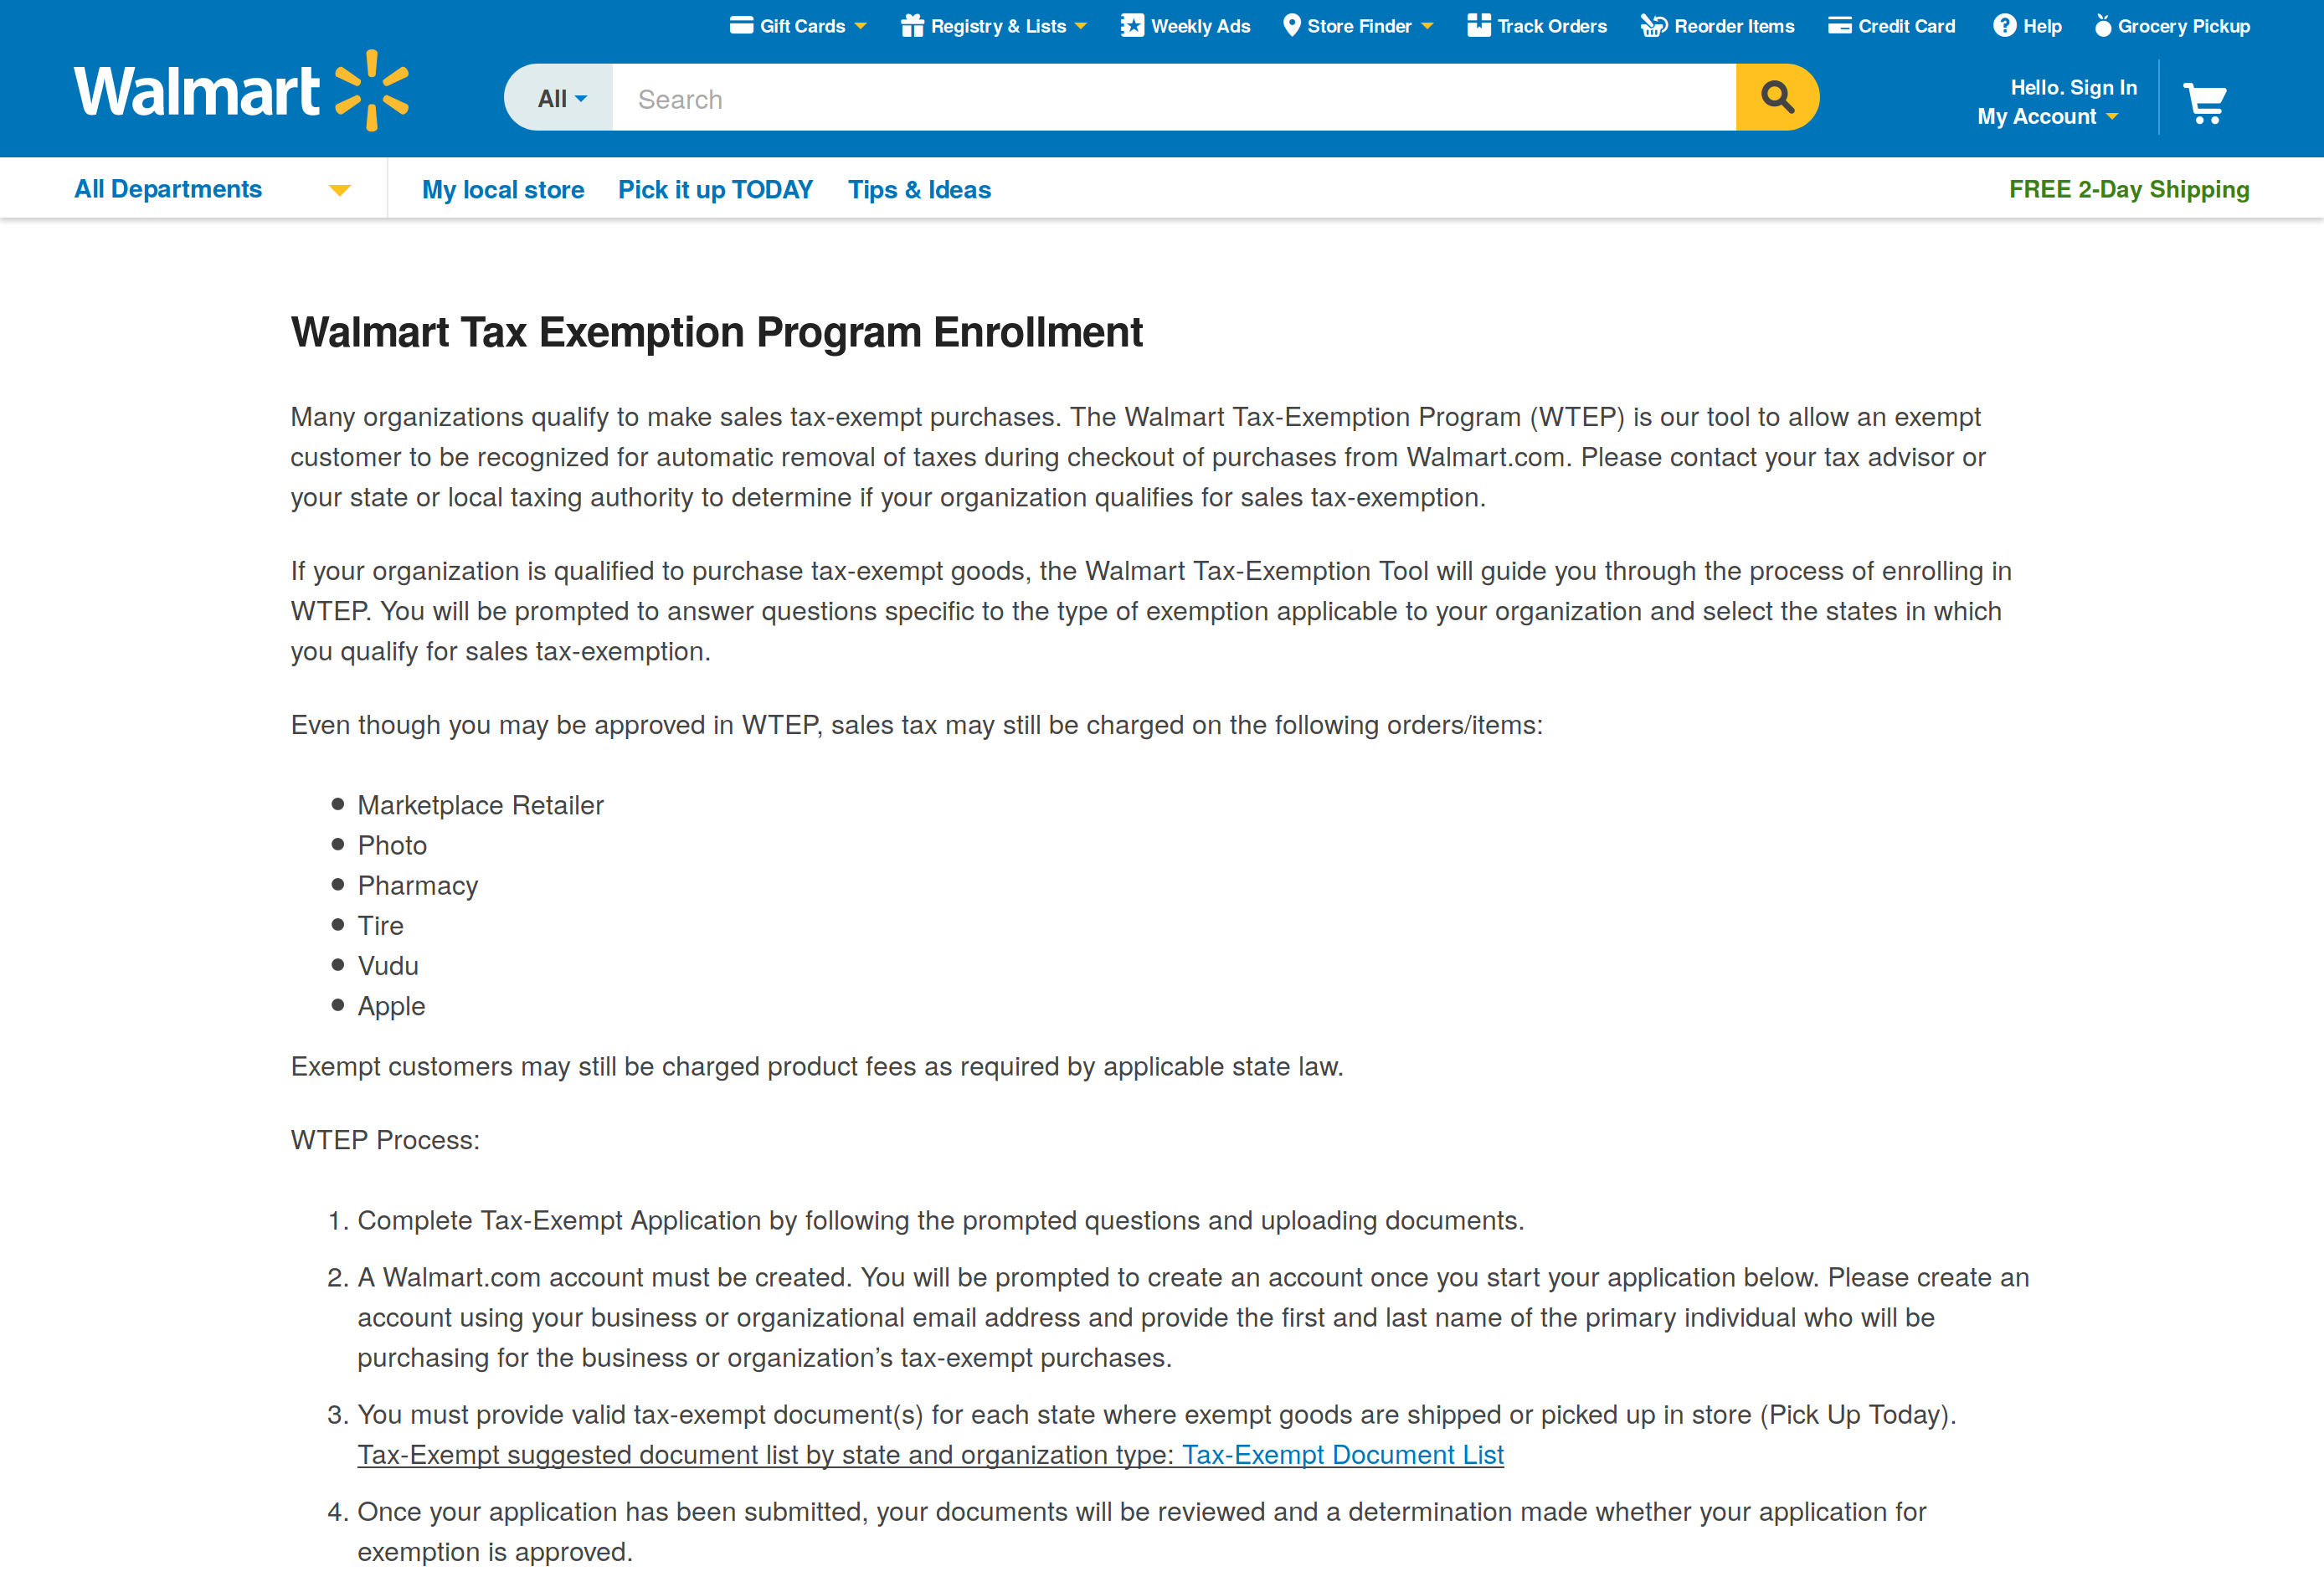 Gift Cards Registry & Lists Weekly Ads Store Finder Track Orders Reorder Items Credit Card Help Grocery Pickup
Walmart All Search Hello. Sign In
My Account
All Departments My local store Pick it up TODAY Tips & Ideas FREE 2-Day Shipping
Walmart Tax Exemption Program Enrollment
Many organizations qualify to make sales tax-exempt purchases. The Walmart Tax-Exemption Program (WTEP) is our tool to allow an exempt
customer to be recognized for automatic removal of taxes during checkout of purchases from Walmart.com. Please contact your tax advisor or
your state or local taxing authority to determine if your organization qualifies for sales tax-exemption.
If your organization is qualified to purchase tax-exempt goods, the Walmart Tax-Exemption Tool will guide you through the process of enrolling in
WTEP. You will be prompted to answer questions specific to the type of exemption applicable to your organization and select the states in which
you qualify for sales tax-exemption.
Even though you may be approved in WTEP, sales tax may still be charged on the following orders/items:
Marketplace Retailer
Photo
Pharmacy
Tire
Vudu
Apple
Exempt customers may still be charged product fees as required by applicable state law.
WTEP Process:
1. Complete Tax-Exempt Application by following the prompted questions and uploading documents.
2. A Walmart.com account must be created. You will be prompted to create an account once you start your application below. Please create an
account using your business or organizational email address and provide the first and last name of the primary individual who will be
purchasing for the business or organization’s tax-exempt purchases.
3. You must provide valid tax-exempt document(s) for each state where exempt goods are shipped or picked up in store (Pick Up Today).
Tax-Exempt suggested document list by state and organization type: Tax-Exempt Document List
4. Once your application has been submitted, your documents will be reviewed and a determination made whether your application for
exemption is approved.